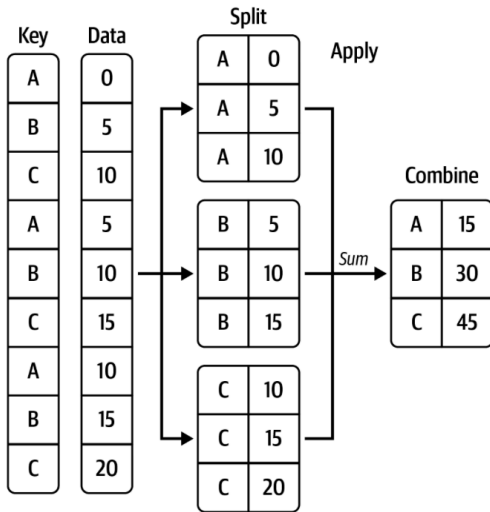 Key Data
A 0
B 5
C 10
A 5
B 10
C 15
A 10
B 15
C 20
Split
A 0
A 5
A 10
B 5
B 10
B 15
C 10
C 15
C 20
Apply
Sum
Combine
A 15
B 30
C 45